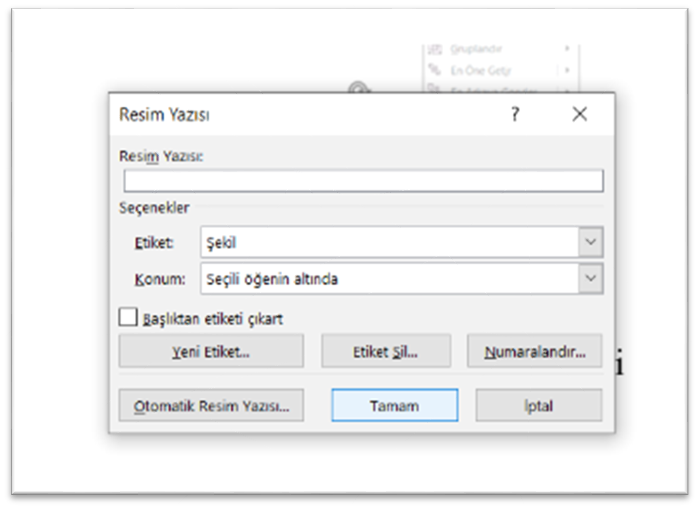 Gruplandır
En Öne Getir
Resim Yazısı ?
Resim Yazısı:
Seçenekler
Etiket: Şekil
Konum: Seçili öğenin altında
Başlıktan etiketi çıkart
Yeni Etiket... Etiket Sil... Numaralandır...
i
Otomatik Resim Yazısı... Tamam İptal